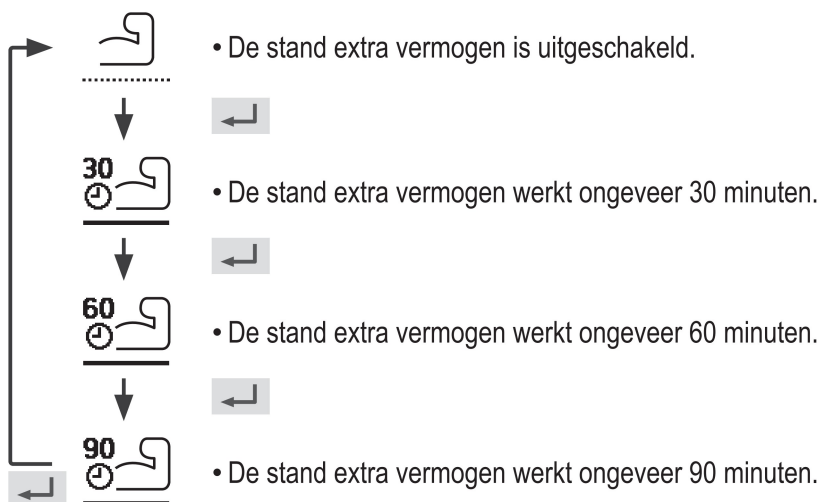 • De stand extra vermogen is uitgeschakeld.
30
• De stand extra vermogen werkt ongeveer 30 minuten.
60
• De stand extra vermogen werkt ongeveer 60 minuten.
90
• De stand extra vermogen werkt ongeveer 90 minuten.